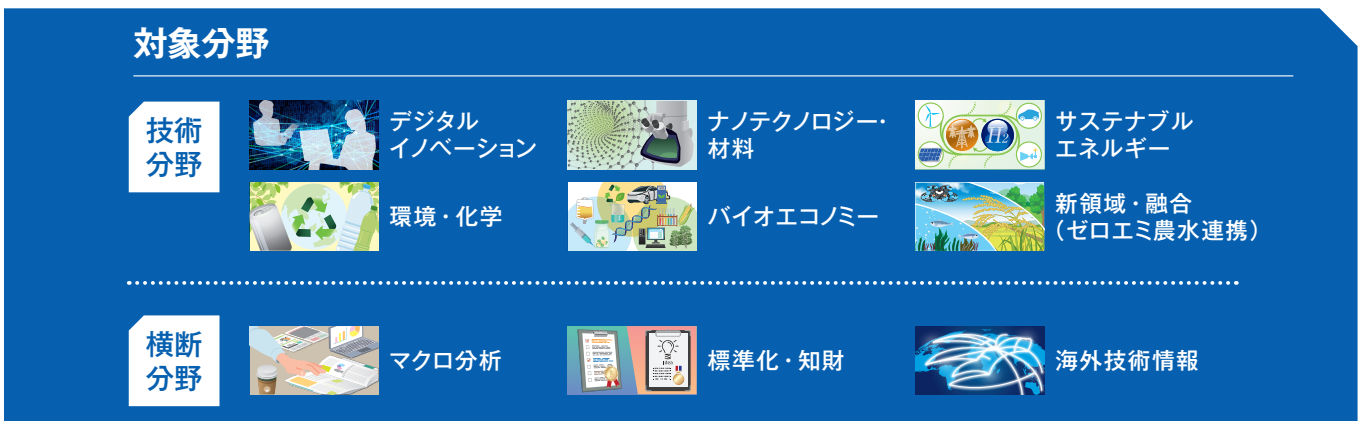 対象分野
技術
分野
デジタル
イノベーション
ナノテクノロジー・
材料
サステナブル
エネルギー
H2
環境・化学
バイオエコノミー
新領域・融合
（ゼロエミ農水連携）
横断
分野
マクロ分析
標準化・知財
海外技術情報